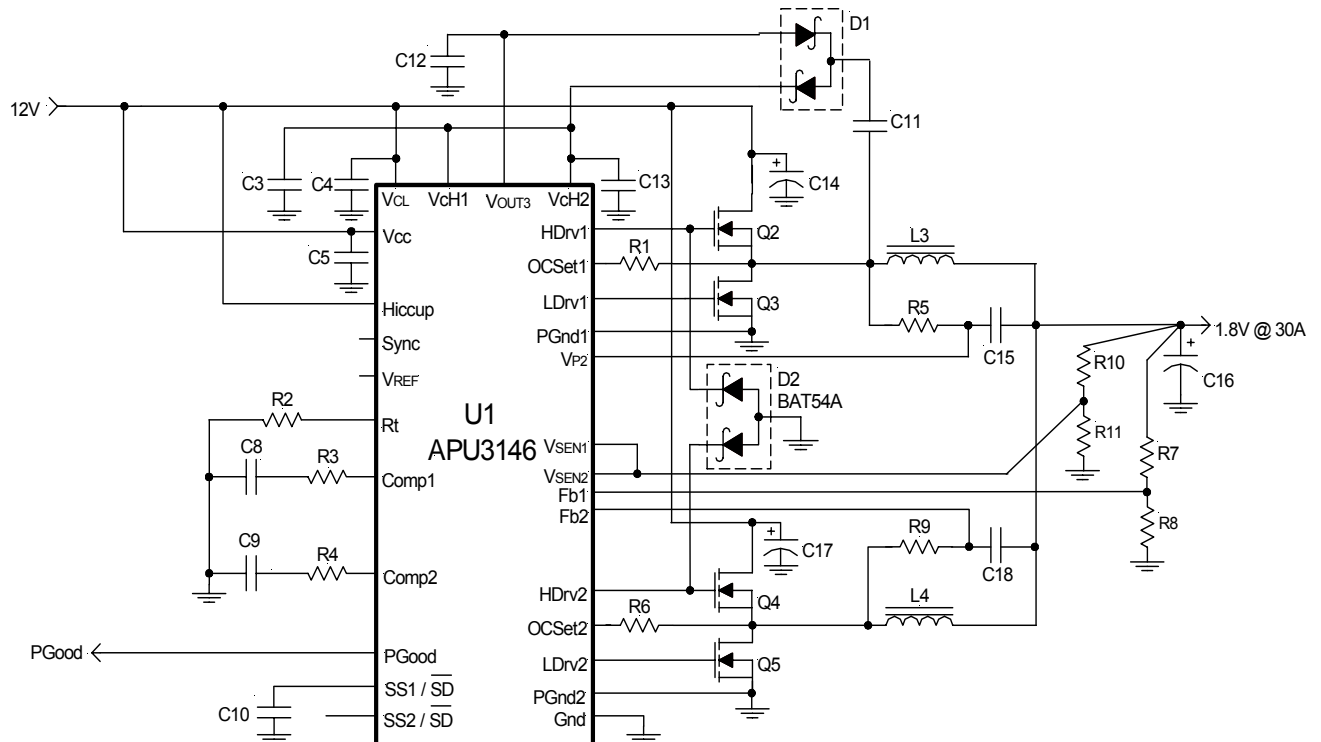 D1
C12
12V
C11
C3
C4
C13
C14
VCL
VcH1
VOUT3
VcH2
Vcc
HDrv1
Q2
R1
L3
C5
OCSet1
Hiccup
LDrv1
Q3
R5
PGnd1
1.8V @ 30A
Sync
VP2
C15
R10
C16
VREF
D2
BAT54A
R2
Rt
U1
APU3146
R11
VSEN1
R7
C8
R3
Comp1
VSEN2
Fb1
Fb2
R8
R9
C9
R4
C17
C18
Comp2
HDrv2
Q4
R6
L4
OCSet2
PGood
PGood
LDrv2
Q5
SS1 / SD
PGnd2
C10
SS2 / SD
Gnd